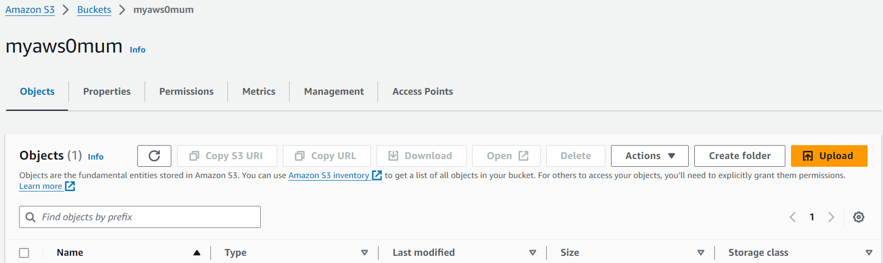 Amazon S3 > Buckets > myaws0mum
myaws0mum Info
Objects Properties Permissions Metrics Management Access Points
Objects (1) Info Copy S3 URI Copy URL Download Open Delete Actions Create folder Upload
Objects are the fundamental entities stored in Amazon S3. You can use Amazon S3 inventory to get a list of all objects in your bucket. For others to access your objects, you'll need to explicitly grant them permissions.
Learn more
Find objects by prefix 1
Name Type Last modified Size Storage class